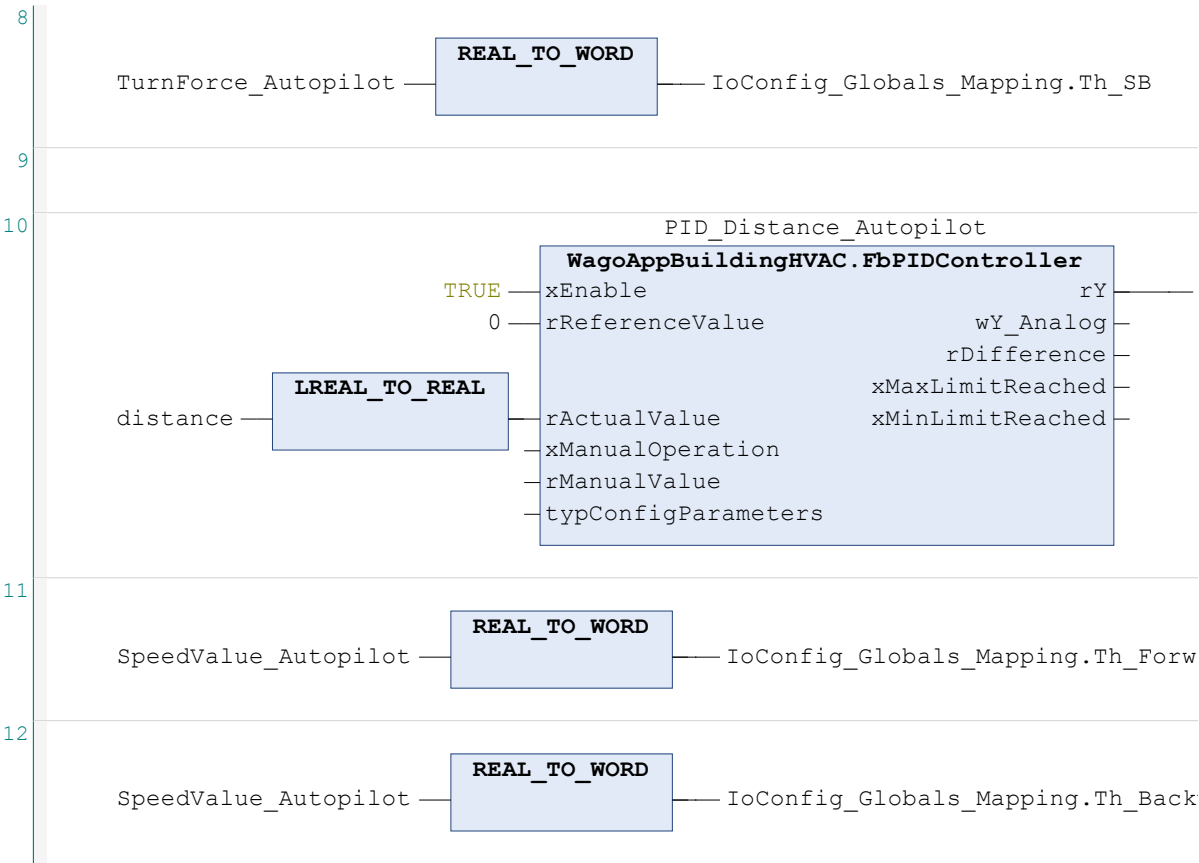 8
REAL_TO_WORD
TurnForce_Autopilot IoConfig_Globals_Mapping.Th_SB
9
10
PID_Distance_Autopilot
WagoAppBuildingHVAC.FbPIDController
TRUE xEnable rY
0 rReferenceValue wY_Analog
rDifference
LREAL_TO_REAL xMaxLimitReached
distance rActualValue xMinLimitReached
xManualOperation
rManualValue
typConfigParameters
11
REAL_TO_WORD
SpeedValue_Autopilot IoConfig_Globals_Mapping.Th_Forw
12
REAL_TO_WORD
SpeedValue_Autopilot IoConfig_Globals_Mapping.Th_Back